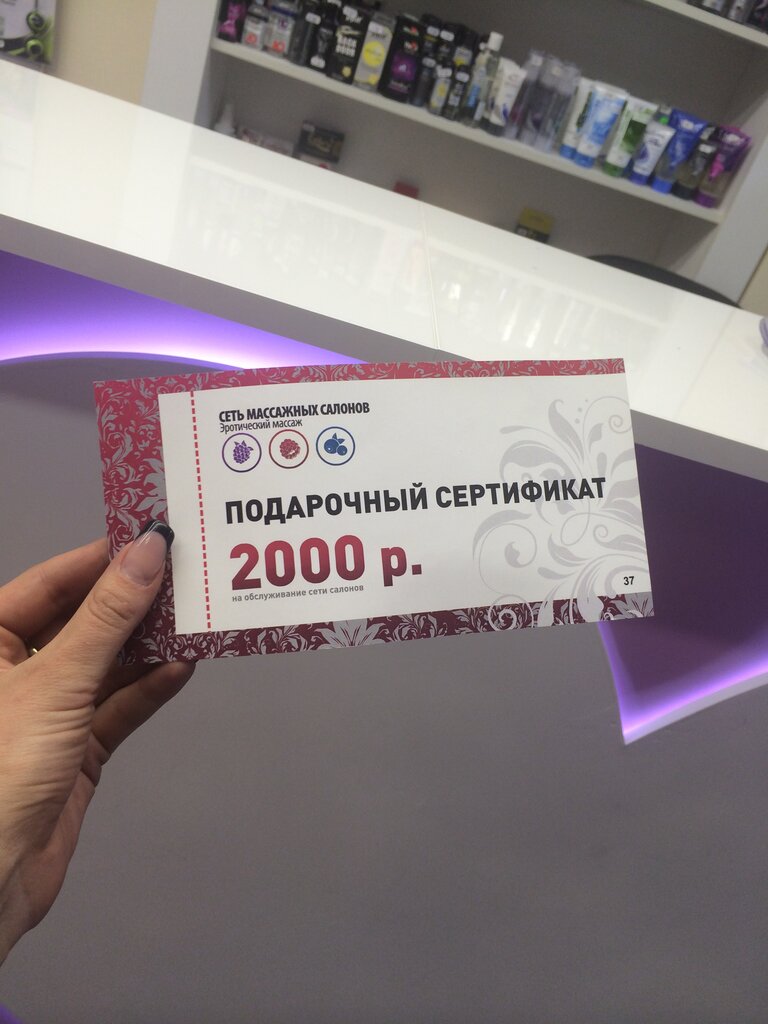 СЕТЬ МАССАЖНЫХ САЛОНОВ
Эротический массаж
ПОДАРОЧНЫЙ СЕРТИФИКАТ
2000 р.
на обслуживание сети салонов
37